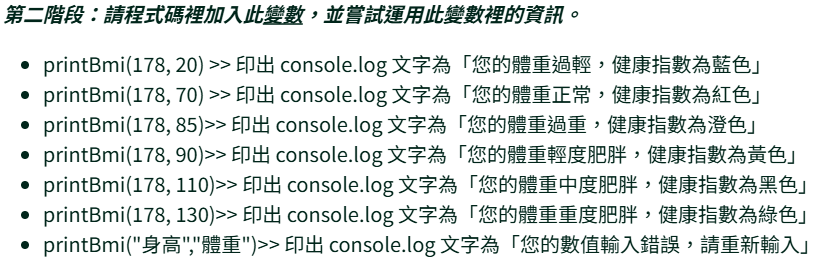 第二階段：請程式碼裡加入此變數，並嘗試運用此變數裡的資訊。
printBmi(178, 20) >> 印出 console.log 文字為「您的體重過輕，健康指數為藍色」
printBmi(178, 70) >> 印出 console.log 文字為「您的體重正常，健康指數為紅色」
printBmi(178, 85)>> 印出 console.log 文字為「您的體重過重，健康指數為澄色」
printBmi(178, 90)>> 印出 console.log 文字為「您的體重輕度肥胖，健康指數為黃色」
printBmi(178, 110)>> 印出 console.log 文字為「您的體重中度肥胖，健康指數為黑色」
printBmi(178, 130)>> 印出 console.log 文字為「您的體重重度肥胖，健康指數為綠色」
printBmi("身高","體重")>> 印出 console.log 文字為「您的數值輸入錯誤，請重新輸入」